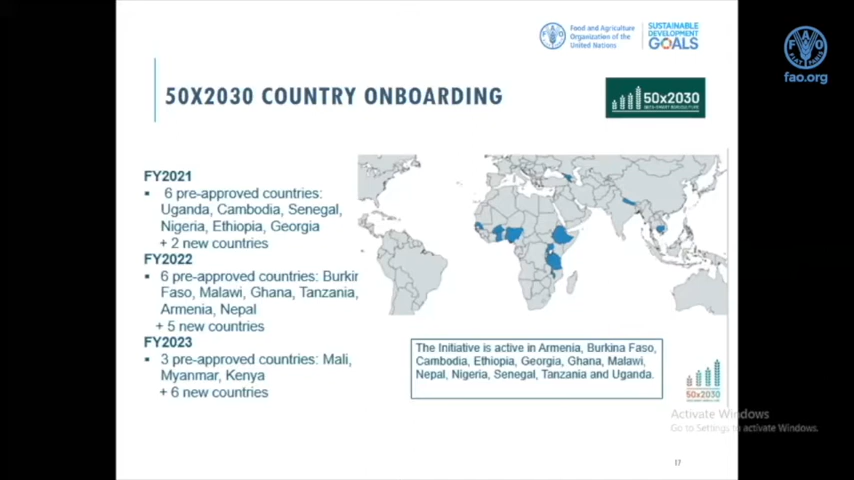 Food and Agriculture
Organization of the
United Nations
SUSTAINABLE
DEVELOPMENT
GOALS
FAO
FIAT PANIS
fao.org
50X2030 COUNTRY ONBOARDING
50x2030
FY2021
▪ 6 pre-approved countries:
Uganda, Cambodia, Senegal,
Nigeria, Ethiopia, Georgia
+ 2 new countries
FY2022
▪ 6 pre-approved countries: Burkir
Faso, Malawi, Ghana, Tanzania,
Armenia, Nepal
+ 5 new countries
FY2023
▪ 3 pre-approved countries: Mali,
Myanmar, Kenya
+ 6 new countries
The Initiative is active in Armenia, Burkina Faso,
Cambodia, Ethiopia, Georgia, Ghana, Malawi,
Nepal, Nigeria, Senegal, Tanzania and Uganda.
50x2030
Activate Windows
Go to Settings to activate Windows.
17